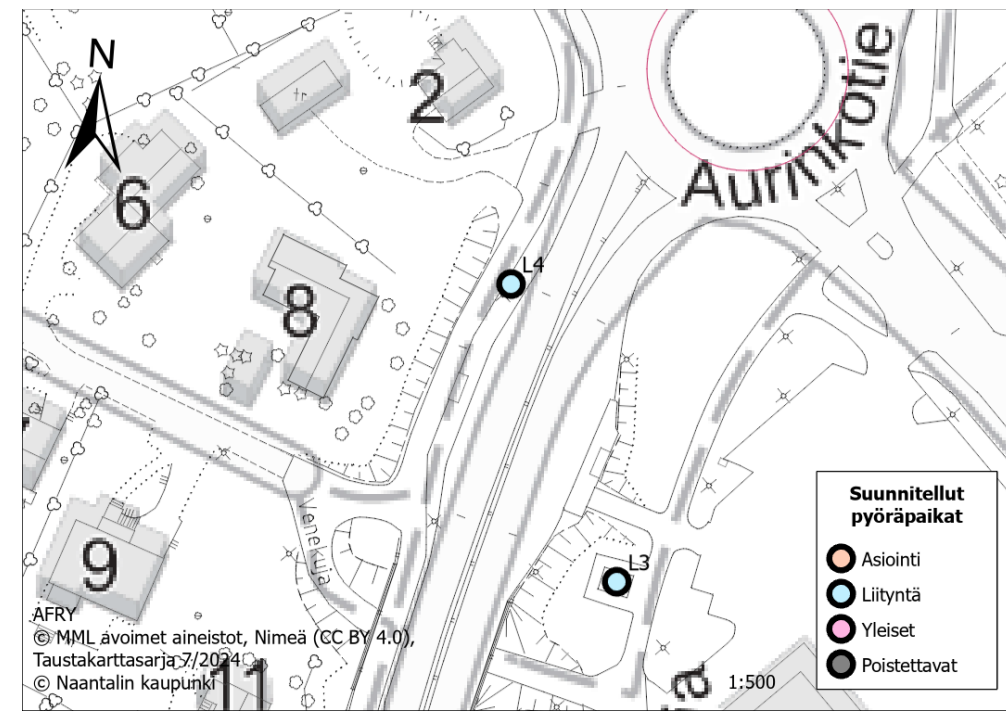 N
2
Aurinkotie
tr
6
L4
8
Venekuja
9
L3
Suunnitellut
pyöräpaikat
Asiointi
Liityntä
Yleiset
Poistettavat
AFRY
© MML avoimet aineistot, Nimeä (CC BY 4.0),
Taustakarttasarja 7/2024
© Naantalin kaupunki
11
1:500